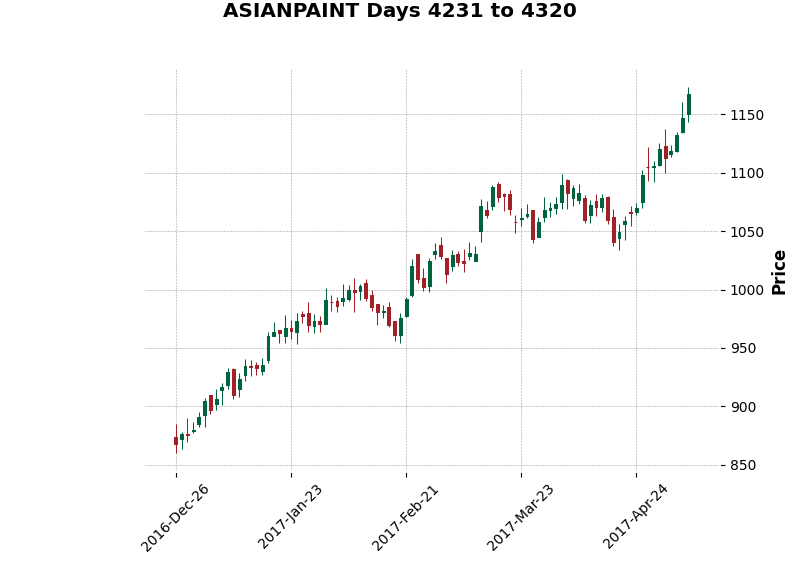 ASIANPAINT Days 4231 to 4320
1150
1100
1050
1000
950
900
850
Price
2016-Dec-26
2017-Jan-23
2017-Feb-21
2017-Mar-23
2017-Apr-24